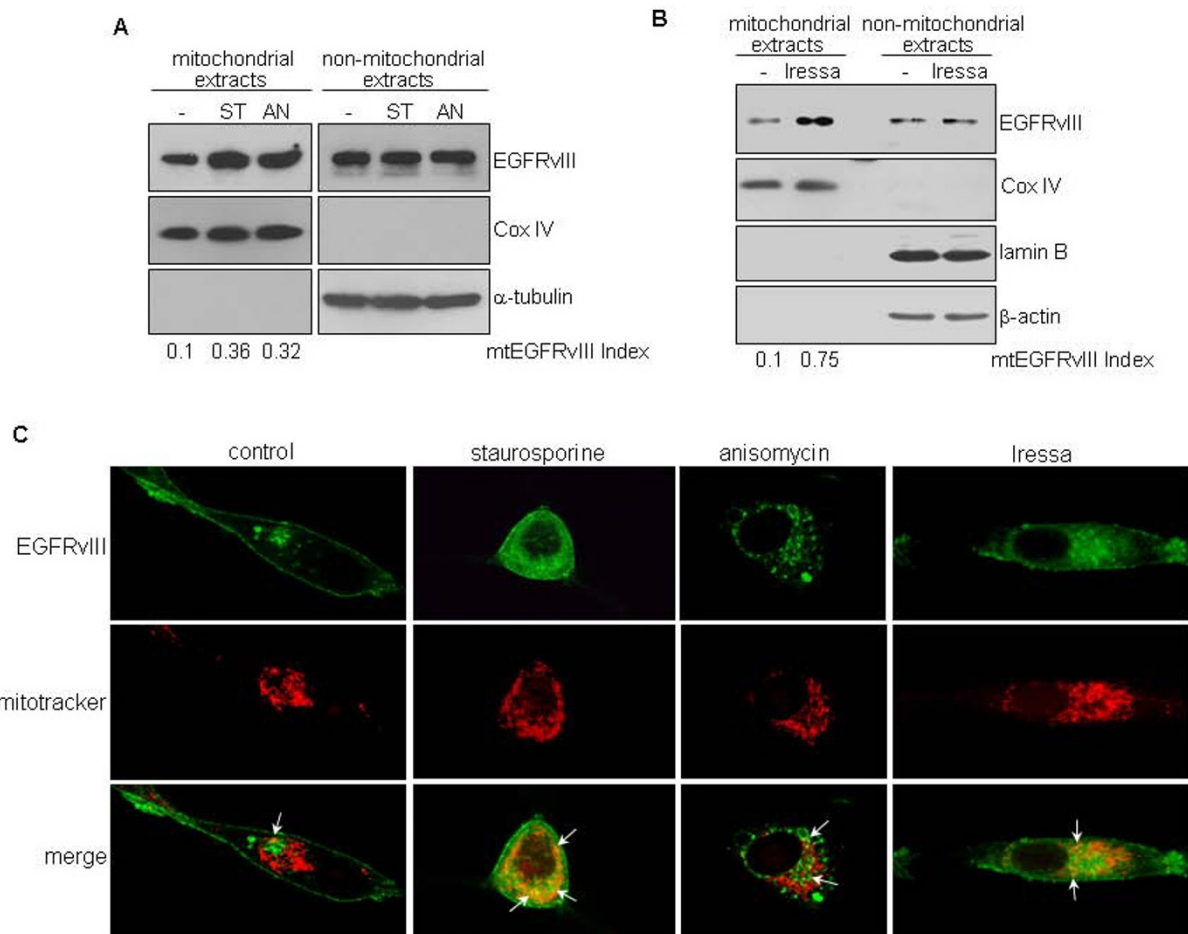 A
mitochondrial extracts
non-mitochondrial extracts
- ST AN - ST AN
EGFRvIII
Cox IV
α-tubulin
0.1 0.36 0.32 mtEGFRvIII Index
B
mitochondrial extracts
non-mitochondrial extracts
- Iressa - Iressa
EGFRvIII
Cox IV
lamin B
β-actin
0.1 0.75 mtEGFRvIII Index
C
control staurosporine anisomycin Iressa
EGFRvIII
mitotracker
merge